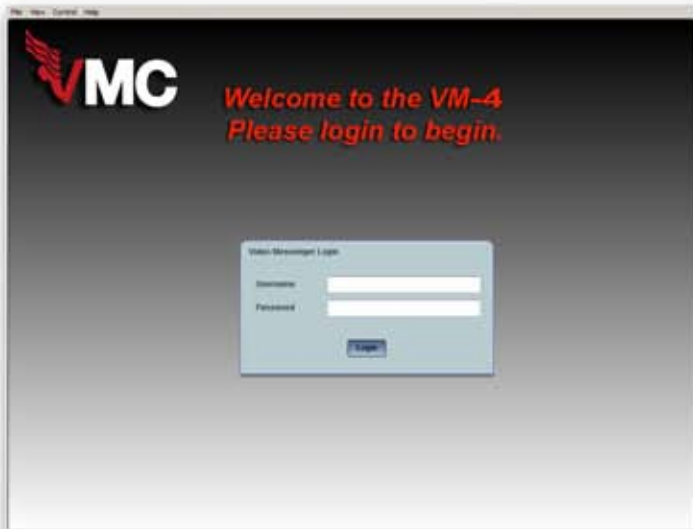 File View Control Help
VMC
Welcome to the VM-4
Please login to begin.
Video Messenger Login
Username
Password
Login